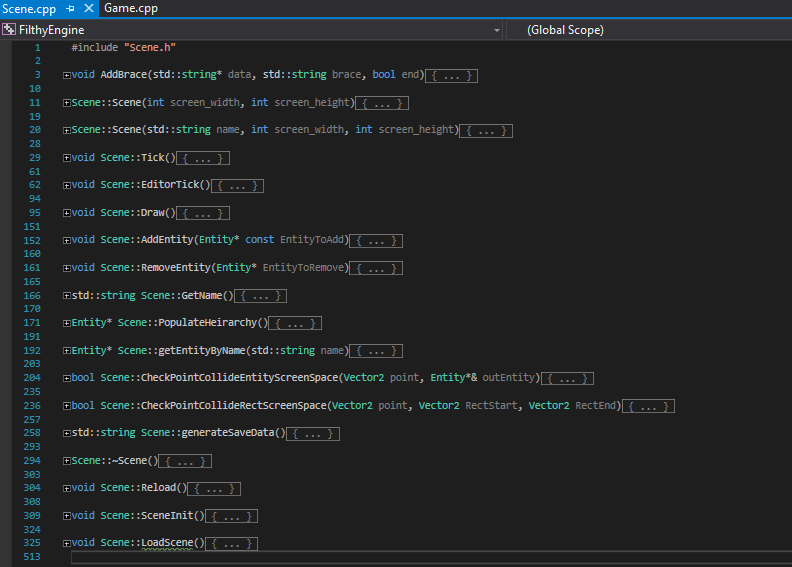 Scene.cpp Game.cpp
FilthyEngine (Global Scope)
1 #include "Scene.h"
2
3 void AddBrace(std::string* data, std::string brace, bool end){ ... }
10
11 Scene::Scene(int screen_width, int screen_height){ ... }
19
20 Scene::Scene(std::string name, int screen_width, int screen_height){ ... }
28
29 void Scene::Tick(){ ... }
61
62 void Scene::EditorTick(){ ... }
94
95 void Scene::Draw(){ ... }
151
152 void Scene::AddEntity(Entity* const EntityToAdd){ ... }
160
161 void Scene::RemoveEntity(Entity* EntityToRemove){ ... }
165
166 std::string Scene::GetName(){ ... }
170
171 Entity* Scene::PopulateHeirarchy(){ ... }
191
192 Entity* Scene::getEntityByName(std::string name){ ... }
203
204 bool Scene::CheckPointCollideEntityScreenSpace(Vector2 point, Entity*& outEntity){ ... }
235
236 bool Scene::CheckPointCollideRectScreenSpace(Vector2 point, Vector2 RectStart, Vector2 RectEnd){ ... }
257
258 std::string Scene::generateSaveData(){ ... }
293
294 Scene::~Scene(){ ... }
303
304 void Scene::Reload(){ ... }
308
309 void Scene::SceneInit(){ ... }
324
325 void Scene::LoadScene(){ ... }
513